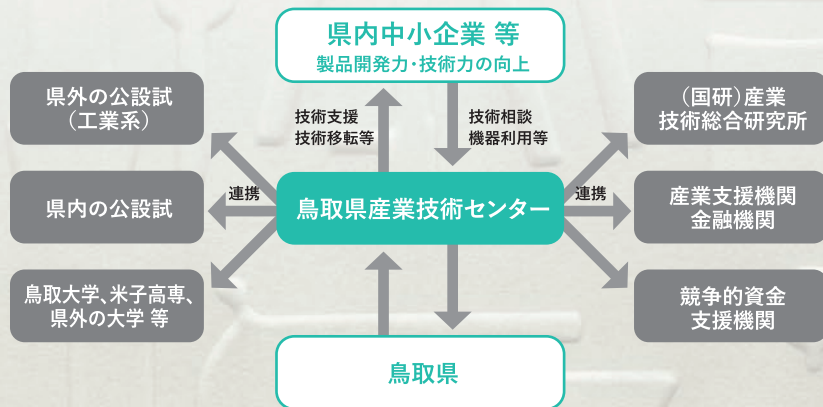 県内中小企業 等
製品開発力・技術力の向上
県外の公設試
（工業系）
技術支援
技術移転等
技術相談
機器利用等
（国研）産業
技術総合研究所
県内の公設試
連携
鳥取県産業技術センター
連携
産業支援機関
金融機関
鳥取大学、米子高専、
県外の大学 等
競争的資金
支援機関
鳥取県